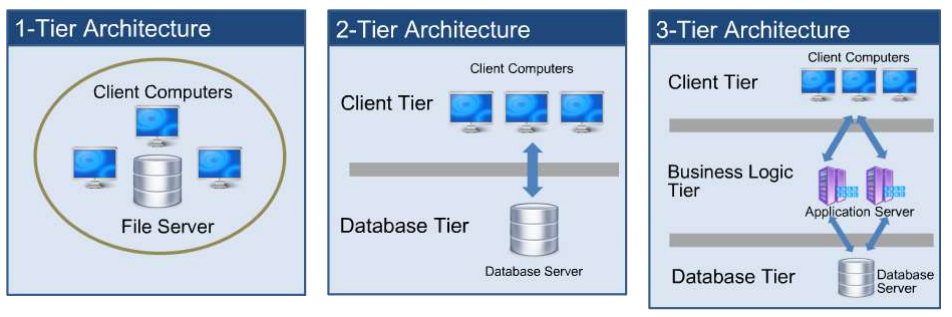 1-Tier Architecture
Client Computers
File Server
2-Tier Architecture
Client Computers
Client Tier
Database Tier
Database Server
3-Tier Architecture
Client Computers
Client Tier
Business Logic
Tier
Application Server
Database Tier
Database
Server